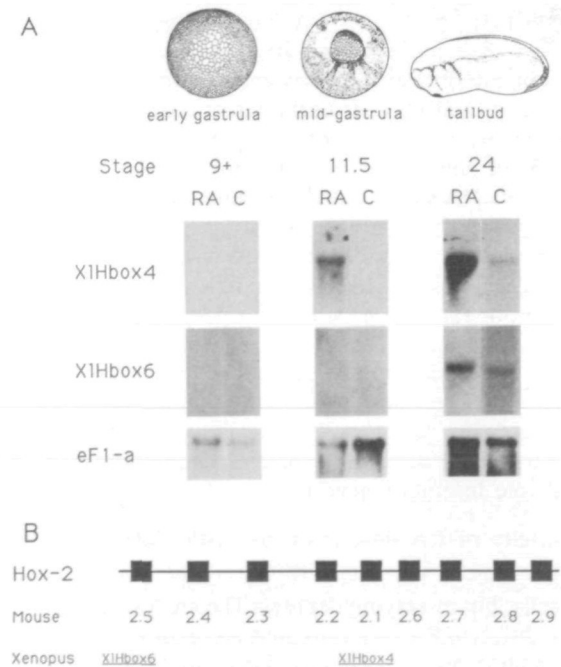 A
early gastrula mid-gastrula tailbud
Stage 9+ 11.5 24
RA C RA C RA C
XlHbox4
XlHbox6
eF1-a
B
Hox-2
Mouse 2.5 2.4 2.3 2.2 2.1 2.6 2.7 2.8 2.9
Xenopus XlHbox6 XlHbox4